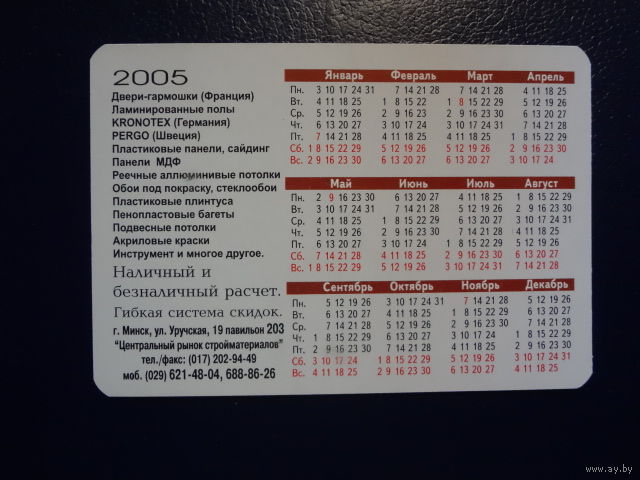 2005
Двери-гармошки (Франция)
Ламинированные полы
KRONOTEX (Германия)
PERGO (Швеция)
Пластиковые панели, сайдинг
Панели МДФ
Реечные аллюминивые потолки
Обои под покраску, стеклообои
Пластиковые плинтуса
Пенопластовые багеты
Подвесные потолки
Акриловые краски
Инструмент и многое другое.
Наличный и
безналичный расчет.
Гибкая система скидок.
г. Минск, ул. Уручская, 19 павильон 203
"Центральный рынок стройматериалов"
тел./факс: (017) 202-94-49
моб. (029) 621-48-04, 688-86-26
Январь Февраль Март Апрель
Пн. 3 10 17 24 31 7 14 21 28 7 14 21 28 4 11 18 25
Вт. 4 11 18 25 1 8 15 22 1 8 15 22 29 5 12 19 26
Ср. 5 12 19 26 2 9 16 23 2 9 16 23 30 6 13 20 27
Чт. 6 13 20 27 3 10 17 24 3 10 17 24 31 7 14 21 28
Пт. 7 14 21 28 4 11 18 25 4 11 18 25 1 8 15 22 29
Сб. 1 8 15 22 29 5 12 19 26 5 12 19 26 2 9 16 23 30
Вс. 2 9 16 23 30 6 13 20 27 6 13 20 27 3 10 17 24
Май Июнь Июль Август
Пн. 2 9 16 23 30 6 13 20 27 4 11 18 25 1 8 15 22 29
Вт. 3 10 17 24 31 7 14 21 28 5 12 19 26 2 9 16 23 30
Ср. 4 11 18 25 1 8 15 22 29 6 13 20 27 3 10 17 24 31
Чт. 5 12 19 26 2 9 16 23 30 7 14 21 28 4 11 18 25
Пт. 6 13 20 27 3 10 17 24 1 8 15 22 29 5 12 19 26
Сб. 7 14 21 28 4 11 18 25 2 9 16 23 30 6 13 20 27
Вс. 1 8 15 22 29 5 12 19 26 3 10 17 24 31 7 14 21 28
Сентябрь Октябрь Ноябрь Декабрь
Пн. 5 12 19 26 3 10 17 24 31 7 14 21 28 5 12 19 26
Вт. 6 13 20 27 4 11 18 25 1 8 15 22 29 6 13 20 27
Ср. 7 14 21 28 5 12 19 26 2 9 16 23 30 7 14 21 28
Чт. 1 8 15 22 29 6 13 20 27 3 10 17 24 1 8 15 22 29
Пт. 2 9 16 23 30 7 14 21 28 4 11 18 25 2 9 16 23 30
Сб. 3 10 17 24 1 8 15 22 29 5 12 19 26 3 10 17 24 31
Вс. 4 11 18 25 2 9 16 23 30 6 13 20 27 4 11 18 25
www.ay.by